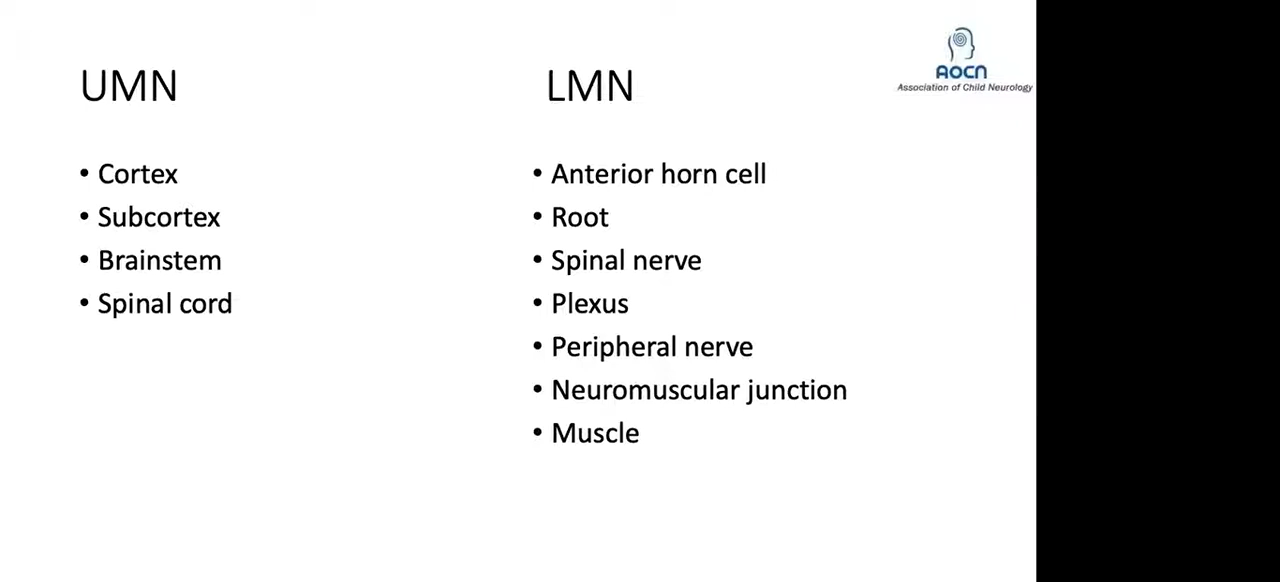 AOCN
Association of Child Neurology
UMN
• Cortex
• Subcortex
• Brainstem
• Spinal cord
LMN
• Anterior horn cell
• Root
• Spinal nerve
• Plexus
• Peripheral nerve
• Neuromuscular junction
• Muscle